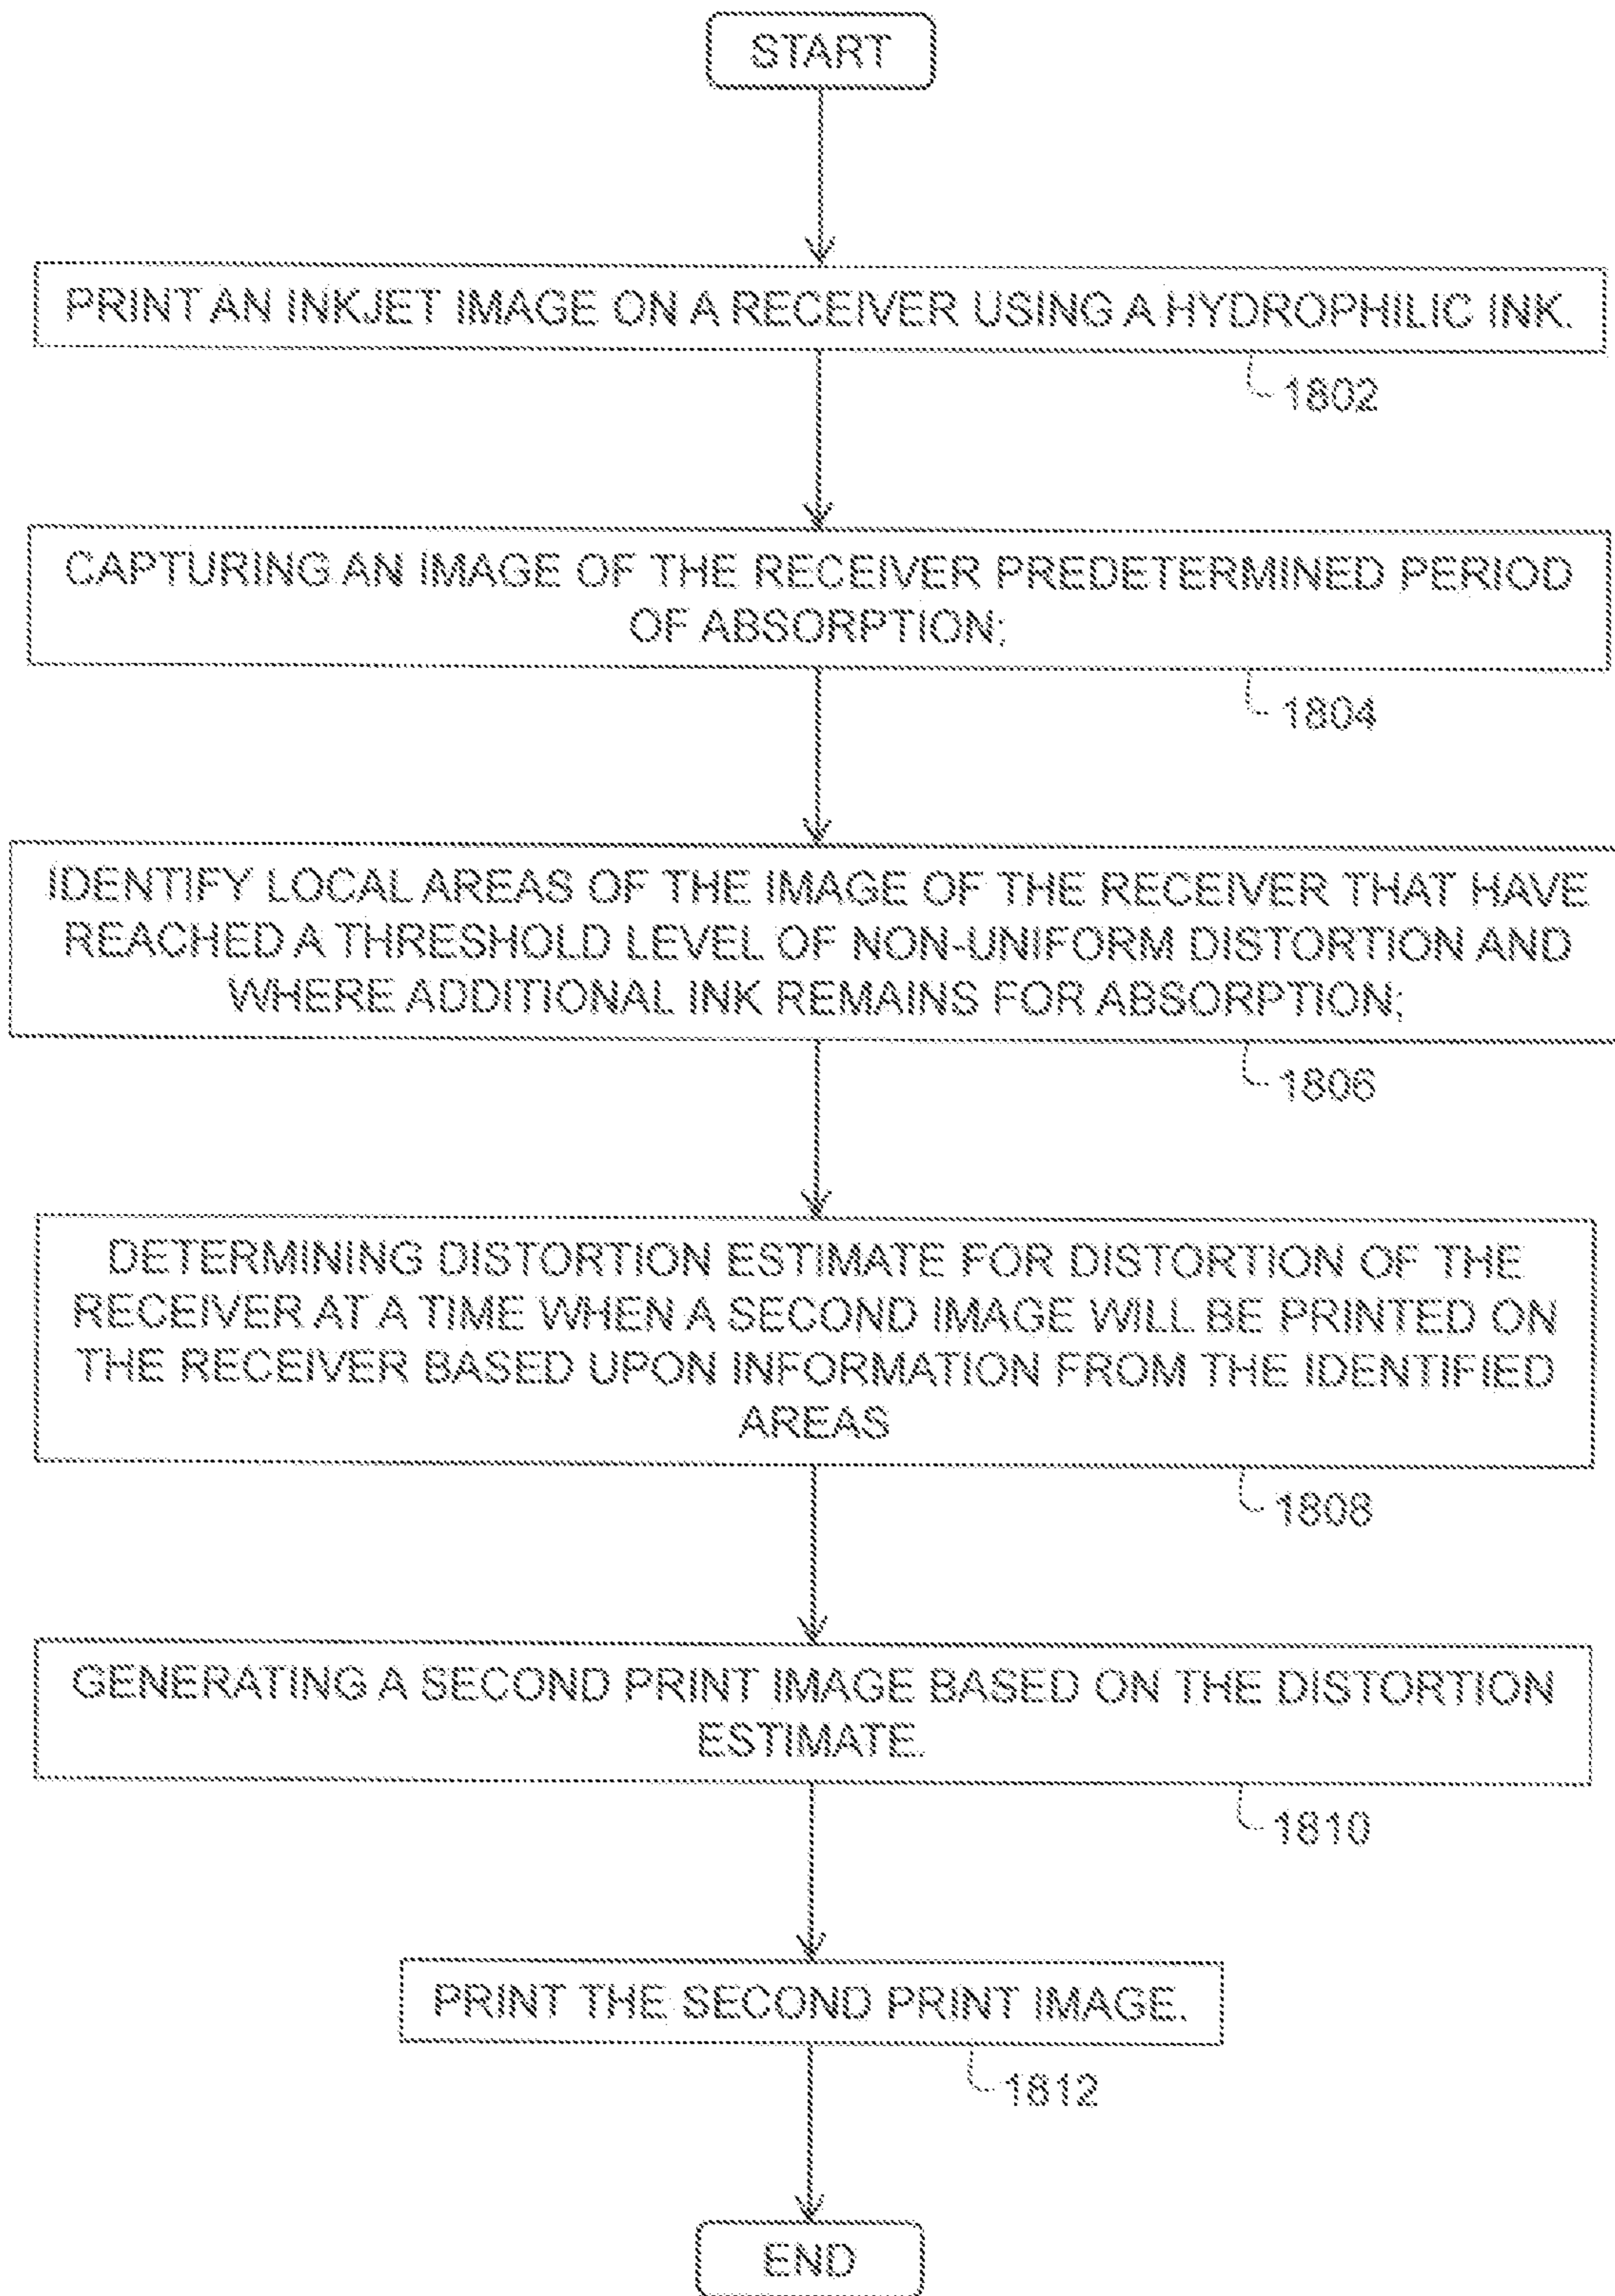 START
PRINT AN INKJET IMAGE ON A RECEIVER USING A HYDROPHILIC INK.
1802
CAPTURING AN IMAGE OF THE RECEIVER PREDETERMINED PERIOD
OF ABSORPTION;
1804
IDENTIFY LOCAL AREAS OF THE IMAGE OF THE RECEIVER THAT HAVE
REACHED A THRESHOLD LEVEL OF NON-UNIFORM DISTORTION AND
WHERE ADDITIONAL INK REMAINS FOR ABSORPTION;
1806
DETERMINING DISTORTION ESTIMATE FOR DISTORTION OF THE
RECEIVER AT A TIME WHEN A SECOND IMAGE WILL BE PRINTED ON
THE RECEIVER BASED UPON INFORMATION FROM THE IDENTIFIED
AREAS
1808
GENERATING A SECOND PRINT IMAGE BASED ON THE DISTORTION
ESTIMATE.
1810
PRINT THE SECOND PRINT IMAGE.
1812
END